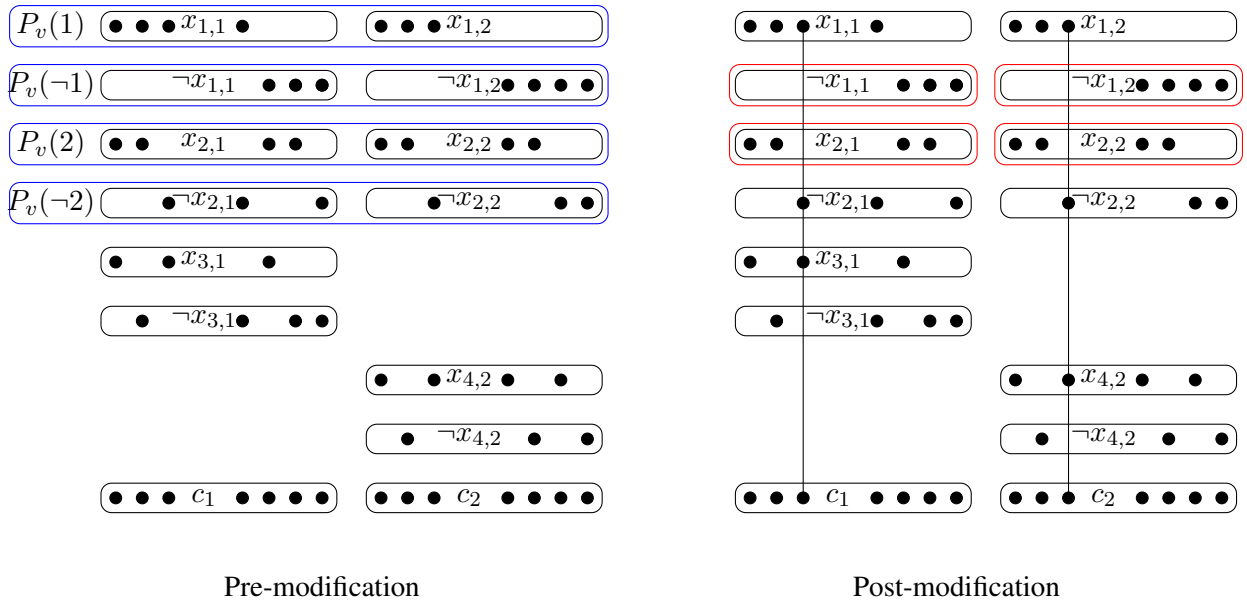 P_v(1) x_{1,1} x_{1,2} x_{1,1} x_{1,2}
P_v(¬1) ¬x_{1,1} ¬x_{1,2} ¬x_{1,1} ¬x_{1,2}
P_v(2) x_{2,1} x_{2,2} x_{2,1} x_{2,2}
P_v(¬2) ¬x_{2,1} ¬x_{2,2} ¬x_{2,1} ¬x_{2,2}
x_{3,1} x_{3,1}
¬x_{3,1} ¬x_{3,1}
x_{4,2} x_{4,2}
¬x_{4,2} ¬x_{4,2}
c_1 c_2 c_1 c_2
Pre-modification Post-modification